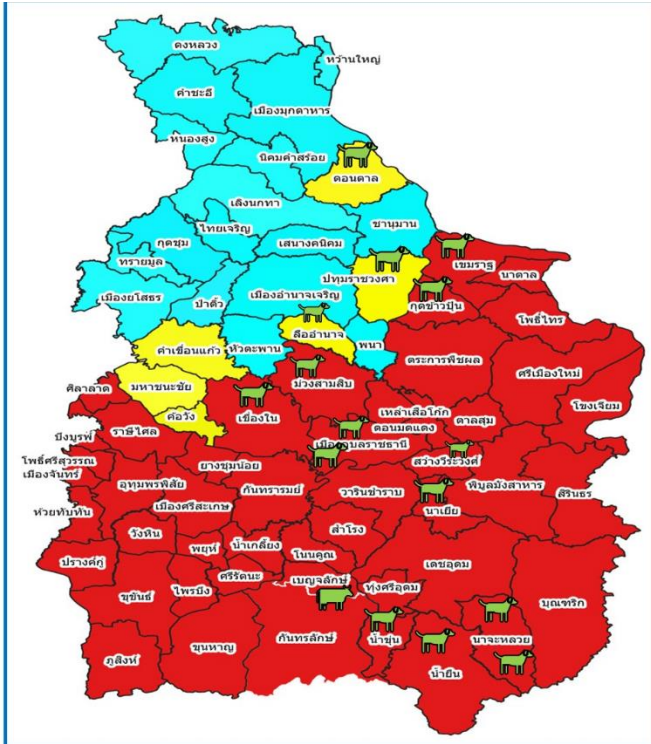 ดงหลวง
หว้านใหญ่
คำชะอี
เมืองมุกดาหาร
หนองสูง
นิคมคำสร้อย
ดอนตาล
เลิงนกทา
ไทยเจริญ
ชานุมาน
กุดชุม
เสนางคนิคม
ทรายมูล
เขมราฐ
นาตาล
ปทุมราชวงศา
เมืองยโสธร
ป่าติ้ว
เมืองอำนาจเจริญ
กุดข้าวปุ้น
โพธิ์ไทร
ลืออำนาจ
คำเขื่อนแก้ว
หัวตะพาน
พนา
ตระการพืชผล
ม่วงสามสิบ
ศรีเมืองใหม่
ศิลาลาด
มหาชนะชัย
โขงเจียม
ค้อวัง
เขื่องใน
เหล่าเสือโก้ก
ดอนมดแดง
ตาลสุม
บึงบูรพ์
ราษีไศล
เมืองอุบลราชธานี
โพธิ์ศรีสุวรรณ
ยางชุมน้อย
สว่างวีระวงศ์
เมืองจันทร์
อุทุมพรพิสัย
กันทรารมย์
วารินชำราบ
พิบูลมังสาหาร
สิรินธร
ห้วยทับทัน
เมืองศรีสะเกษ
นาเยีย
วังหิน
สำโรง
พยุห์
น้ำเกลี้ยง
โนนคูณ
ปรางค์กู่
เดชอุดม
ศรีรัตนะ
เบญจลักษ์
ทุ่งศรีอุดม
ขุขันธ์
ไพรบึง
บุณฑริก
กันทรลักษ์
น้ำขุ่น
นาจะหลวย
ภูสิงห์
ขุนหาญ
น้ำยืน